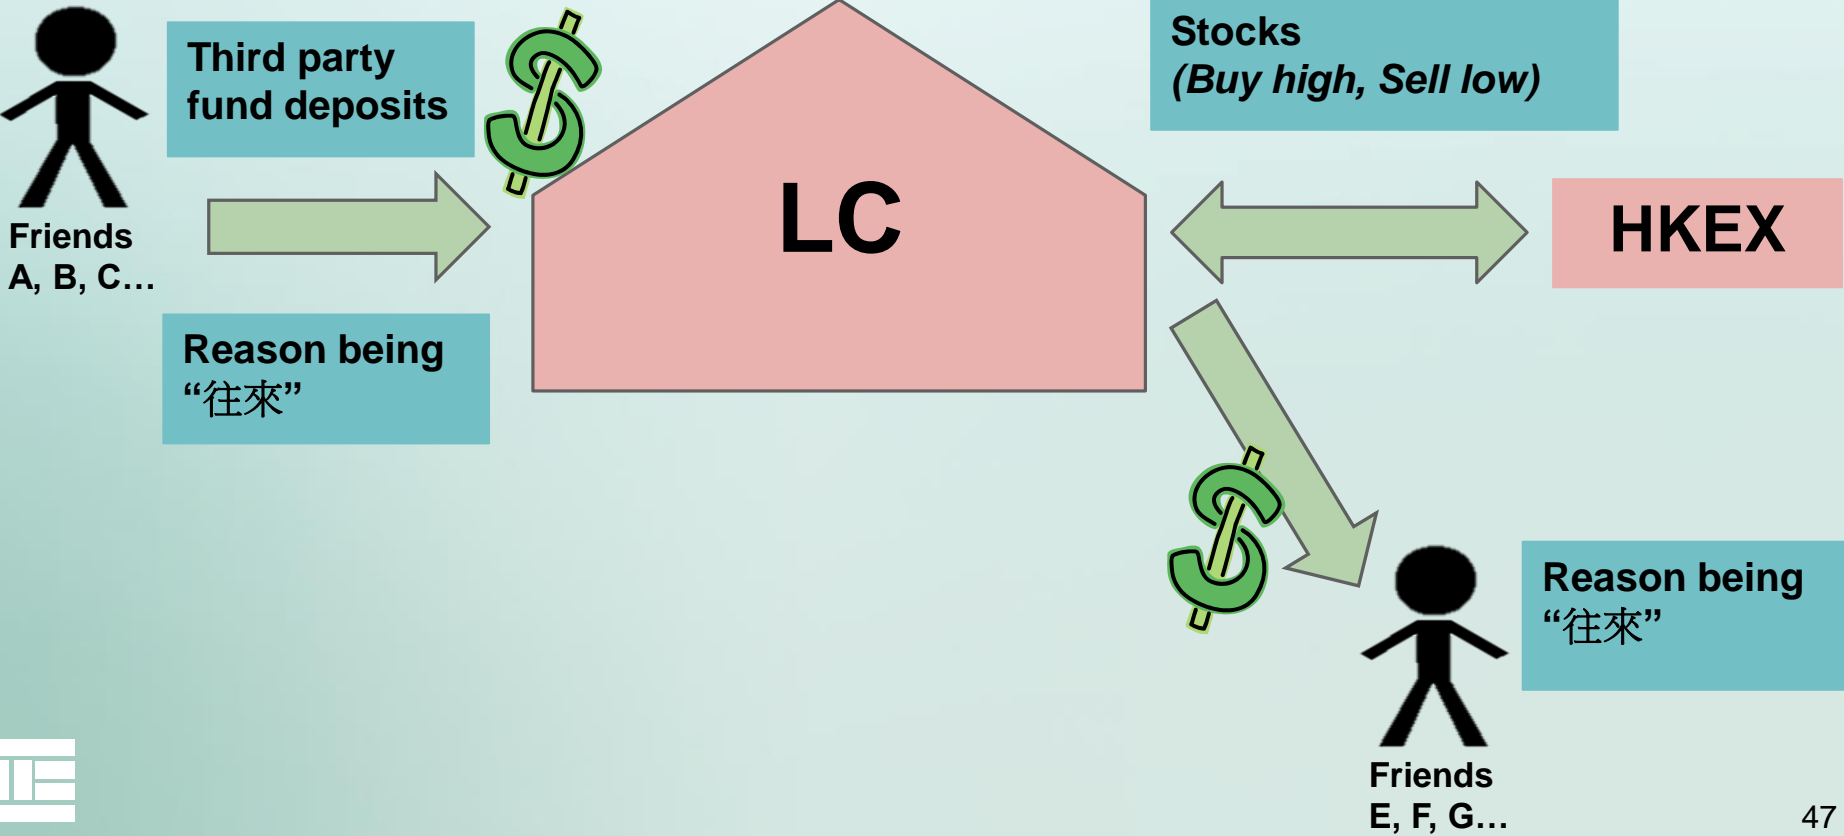 Third party
fund deposits
Stocks
(Buy high, Sell low)
LC
HKEX
Friends
A, B, C…
Reason being
“往來”
Reason being
“往來”
Friends
E, F, G…
47